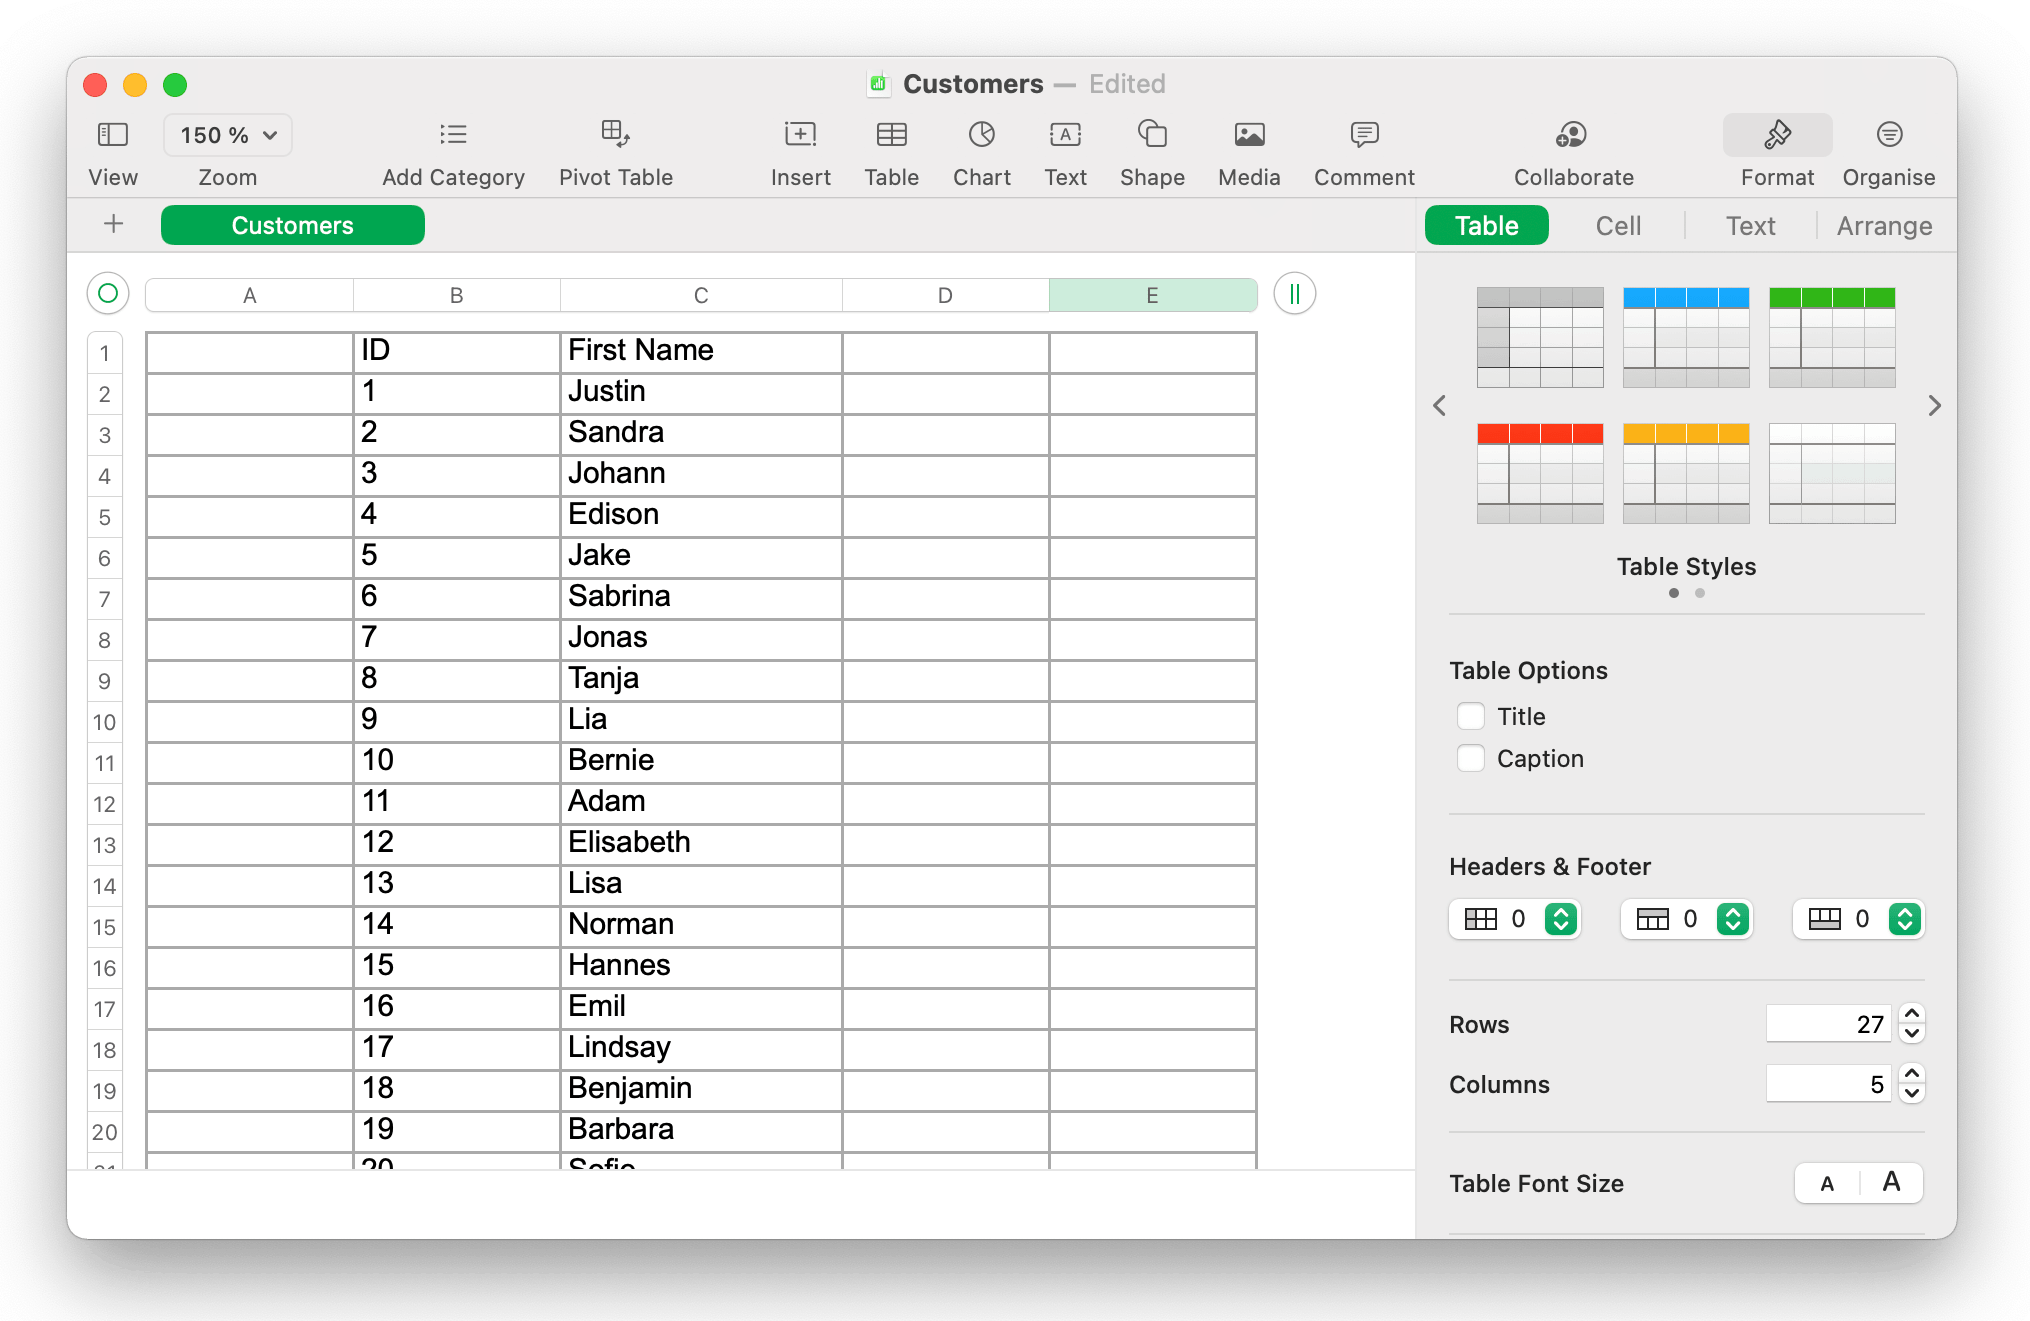 Customers — Edited
150 %
View Zoom Add Category Pivot Table Insert Table Chart Text Shape Media Comment Collaborate Format Organise
Customers
Table Cell Text Arrange
A B C D E
1 ID First Name
2 1 Justin
3 2 Sandra
4 3 Johann
5 4 Edison
6 5 Jake
7 6 Sabrina
8 7 Jonas
9 8 Tanja
10 9 Lia
11 10 Bernie
12 11 Adam
13 12 Elisabeth
14 13 Lisa
15 14 Norman
16 15 Hannes
17 16 Emil
18 17 Lindsay
19 18 Benjamin
20 19 Barbara
21 20 Sofie
Table Styles
Table Options
Title
Caption
Headers & Footer
0 0 0
Rows 27
Columns 5
Table Font Size A A